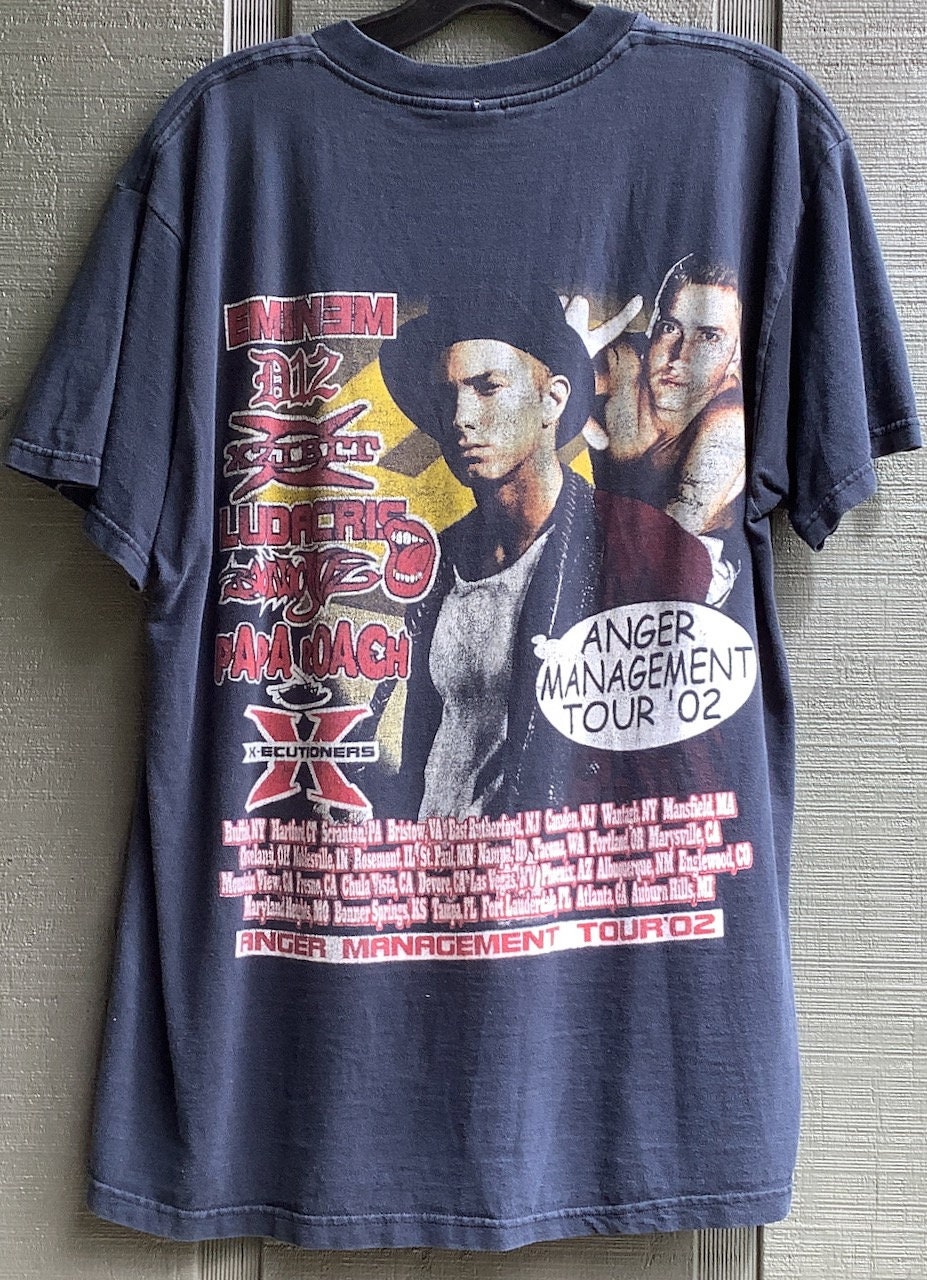 EMINEM
D12
XZIBIT
LUDACRIS
PAPA ROACH
X
X-ECUTIONERS
ANGER
MANAGEMENT
TOUR '02
Buffalo, NY Hartford, CT Scranton, PA Bristow, VA East Rutherford, NJ Camden, NJ Wantagh, NY Mansfield, MA
Cleveland, OH Noblesville, IN Rosemont, IL St. Paul, MN Nampa, ID Tacoma, WA Portland, OR Marysville, CA
Mountain View, CA Fresno, CA Chula Vista, CA Devore, CA Las Vegas, NV Phoenix, AZ Albuquerque, NM Englewood, CO
Maryland Heights, MO Bonner Springs, KS Tampa, FL Fort Lauderdale, FL Atlanta, GA Auburn Hills, MI
ANGER MANAGEMENT TOUR'02